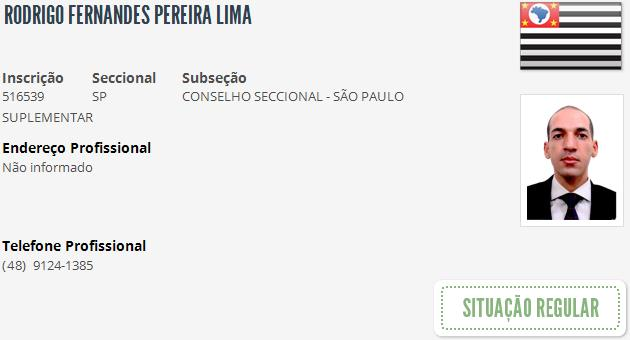 RODRIGO FERNANDES PEREIRA LIMA
Inscrição Seccional Subseção
516539 SP CONSELHO SECCIONAL - SÃO PAULO
SUPLEMENTAR
Endereço Profissional
Não informado
Telefone Profissional
(48) 9124-1385
SITUAÇÃO REGULAR